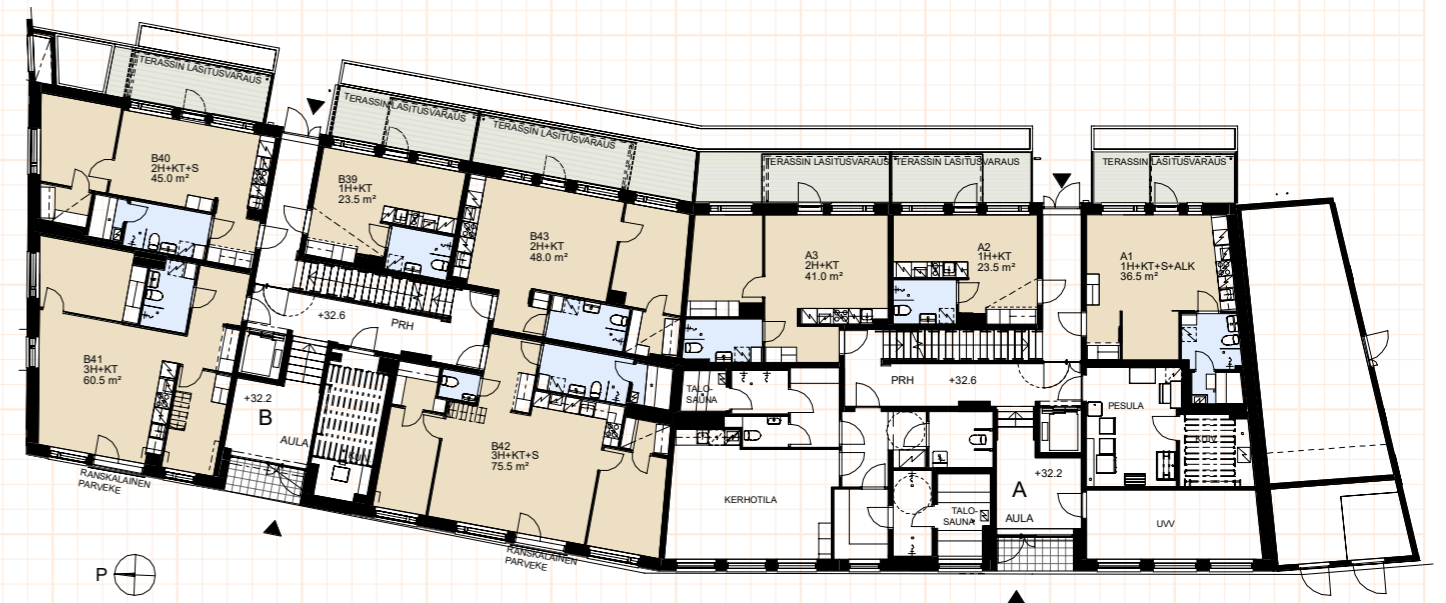 TERASSIN LASITUSVARAUS
TERASSIN LASITUSVARAUS
TERASSIN LASITUSVARAUS
TERASSIN LASITUSVARAUS
TERASSIN LASITUSVARAUS
TERASSIN LASITUSVARAUS
B40
2H+KT+S
45.0 m²
B39
1H+KT
23.5 m²
B43
2H+KT
48.0 m²
A3
2H+KT
41.0 m²
A2
1H+KT
23.5 m²
A1
1H+KT+S+ALK
36.5 m²
+32.6
PRH
B41
3H+KT
60.5 m²
+32.2
B
AULA
B42
3H+KT+S
75.5 m²
TALO-
SAUNA
PRH
+32.6
PESULA
KUIV
KERHOTILA
TALO-
SAUNA
+32.2
A
AULA
UVV
RANSKALAINEN
PARVEKE
RANSKALAINEN
PARVEKE
P